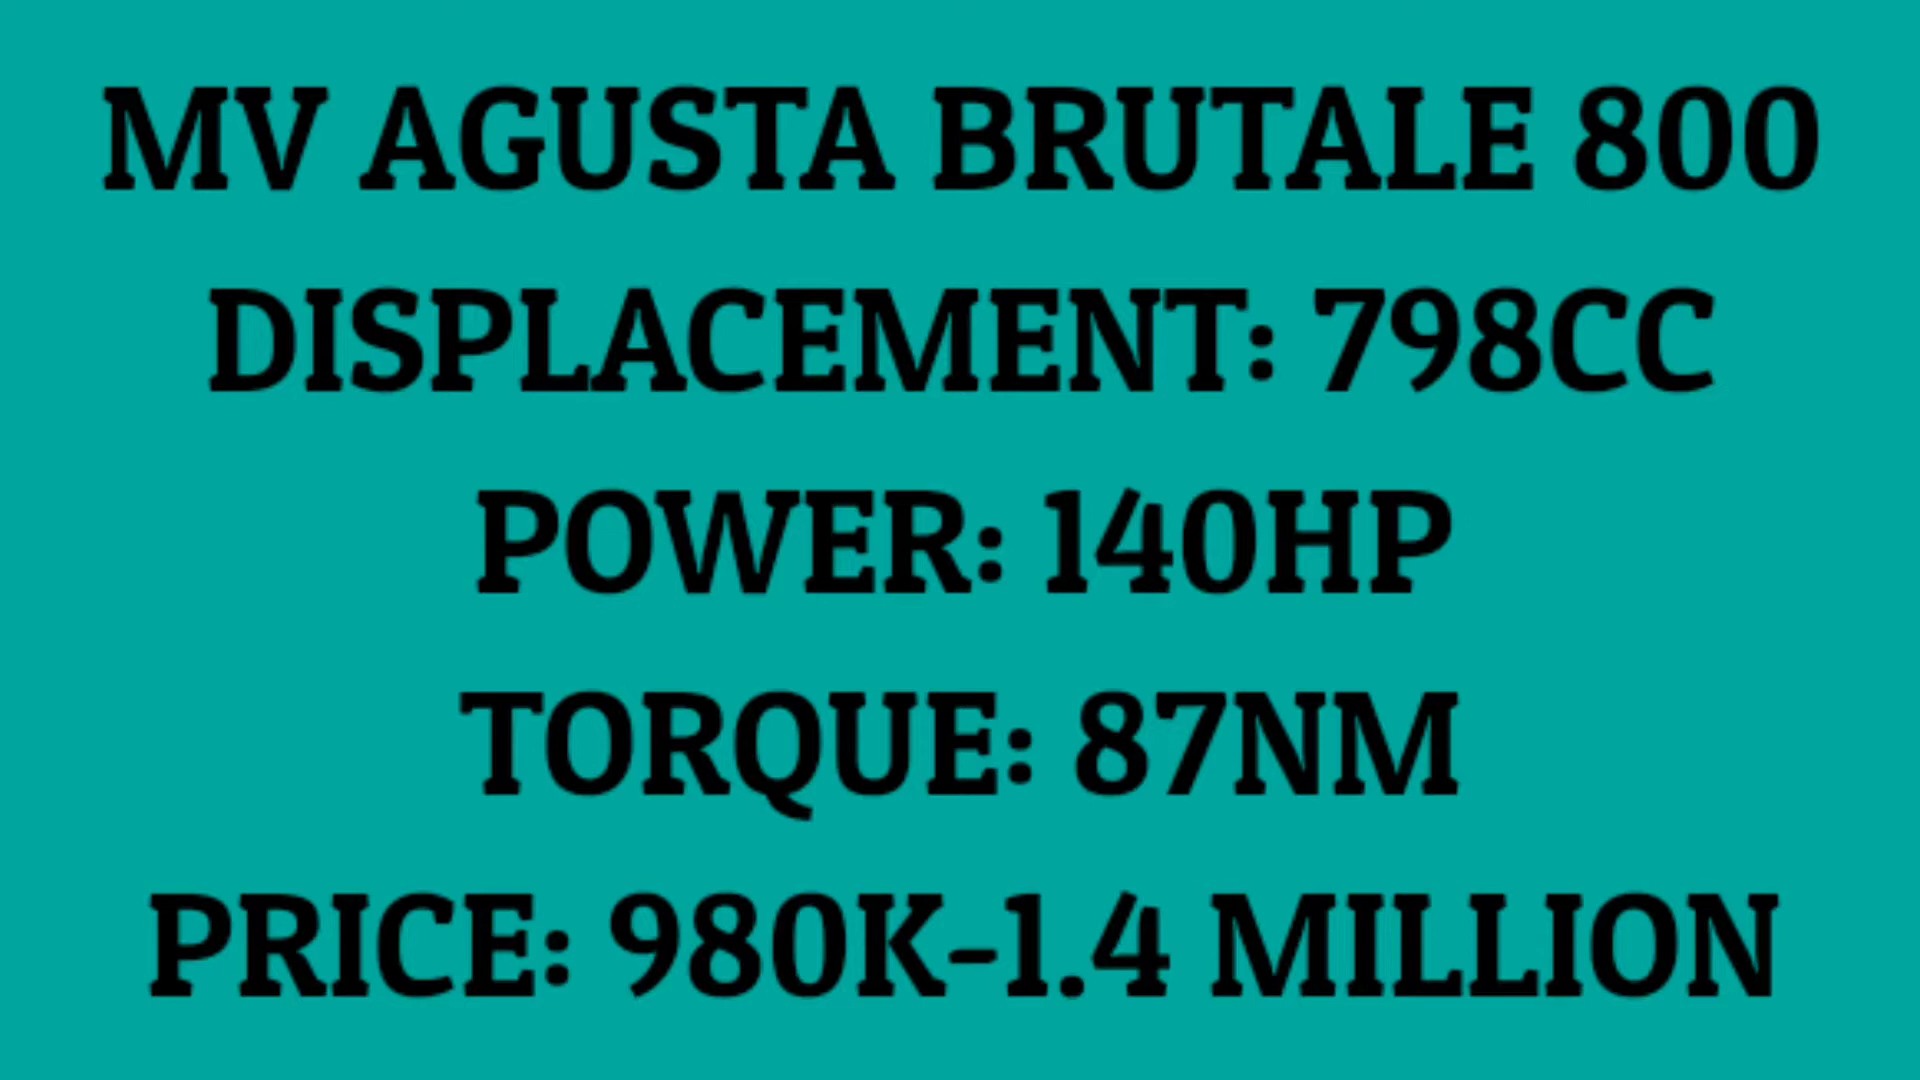 MV AGUSTA BRUTALE 800
DISPLACEMENT: 798CC
POWER: 140HP
TORQUE: 87NM
PRICE: 980K-1.4 MILLION